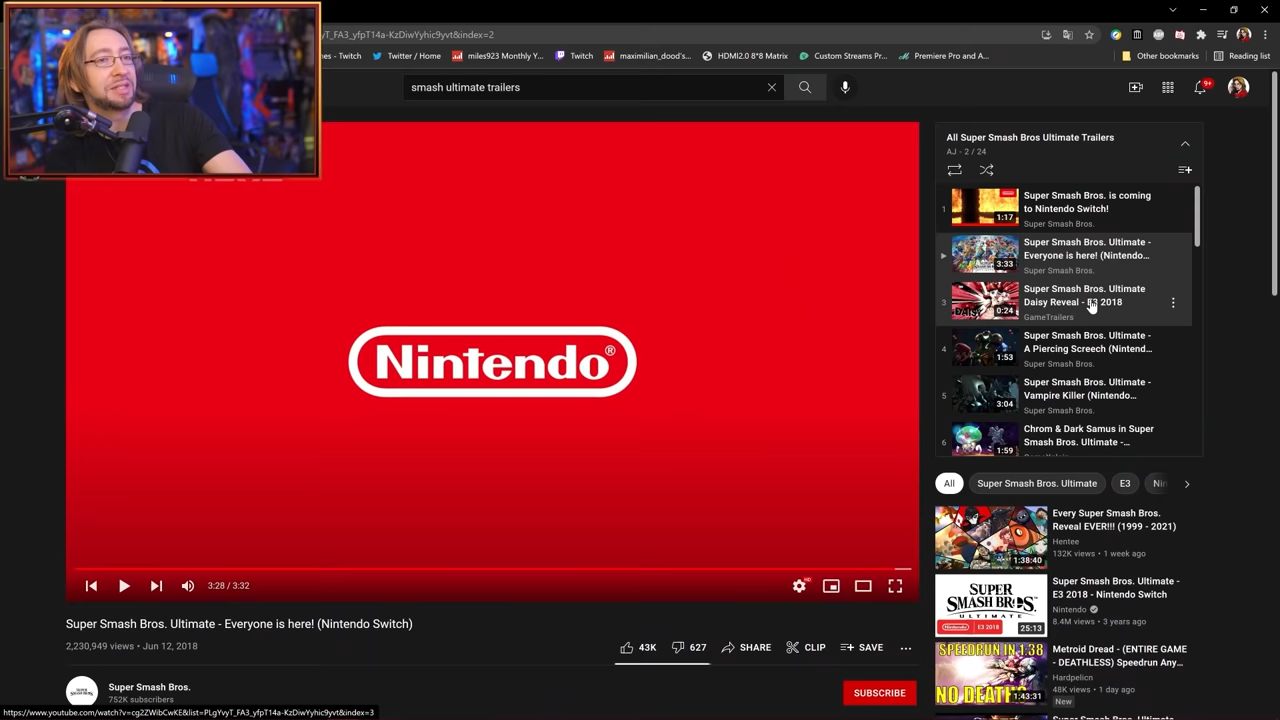 yT_FA3_yfpT14a-KzDiwYyhic9yvt&index=2
s - Twitch
Twitter / Home
miles923 Monthly Y...
Twitch
maximilian_dood's...
HDMI2.0 8*8 Matrix
Custom Streams Pr...
Premiere Pro and A...
Other bookmarks
Reading list
smash ultimate trailers
9+
All Super Smash Bros Ultimate Trailers
AJ - 2 / 24
1
1:17
Super Smash Bros. is coming
to Nintendo Switch!
Super Smash Bros.
3:33
Super Smash Bros. Ultimate -
Everyone is here! (Nintendo...
Super Smash Bros.
3
DAISY
0:24
Super Smash Bros. Ultimate
Daisy Reveal - E3 2018
GameTrailers
4
1:53
Super Smash Bros. Ultimate -
A Piercing Screech (Nintend...
Super Smash Bros.
5
3:04
Super Smash Bros. Ultimate -
Vampire Killer (Nintendo...
Super Smash Bros.
6
1:59
Chrom & Dark Samus in Super
Smash Bros. Ultimate -...
Nintendo®
3:28 / 3:32
HD
All
Super Smash Bros. Ultimate
E3
Nin
1:38:40
Every Super Smash Bros.
Reveal EVER!!! (1999 - 2021)
Hentee
132K views • 1 week ago
SUPER
SMASH BROS.
ULTIMATE
Nintendo
E3 2018
25:13
Super Smash Bros. Ultimate -
E3 2018 - Nintendo Switch
Nintendo
8.4M views • 3 years ago
SPEEDRUN IN 1.38
NO DEATH
1:43:31
Metroid Dread - (ENTIRE GAME
- DEATHLESS) Speedrun Any...
Hardpelicn
48K views • 1 day ago
New
Super Smash Bros. Ultimate - Everyone is here! (Nintendo Switch)
2,230,949 views • Jun 12, 2018
43K
627
SHARE
CLIP
SAVE
Super Smash Bros.
752K subscribers
SUBSCRIBE
https://www.youtube.com/watch?v=cg2ZWibCwKE&list=PLgYvyT_FA3_yfpT14a-KzDiwYyhic9yvt&index=3